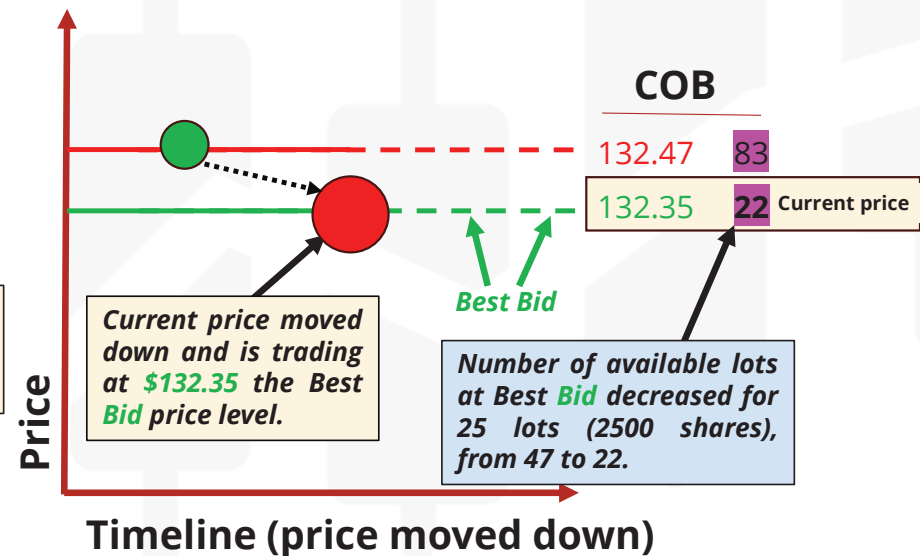 COB
132.47 83
132.35 22 Current price
Best Bid
Current price moved
down and is trading
at $132.35 the Best
Bid price level.
Number of available lots
at Best Bid decreased for
25 lots (2500 shares),
from 47 to 22.
Price
Timeline (price moved down)